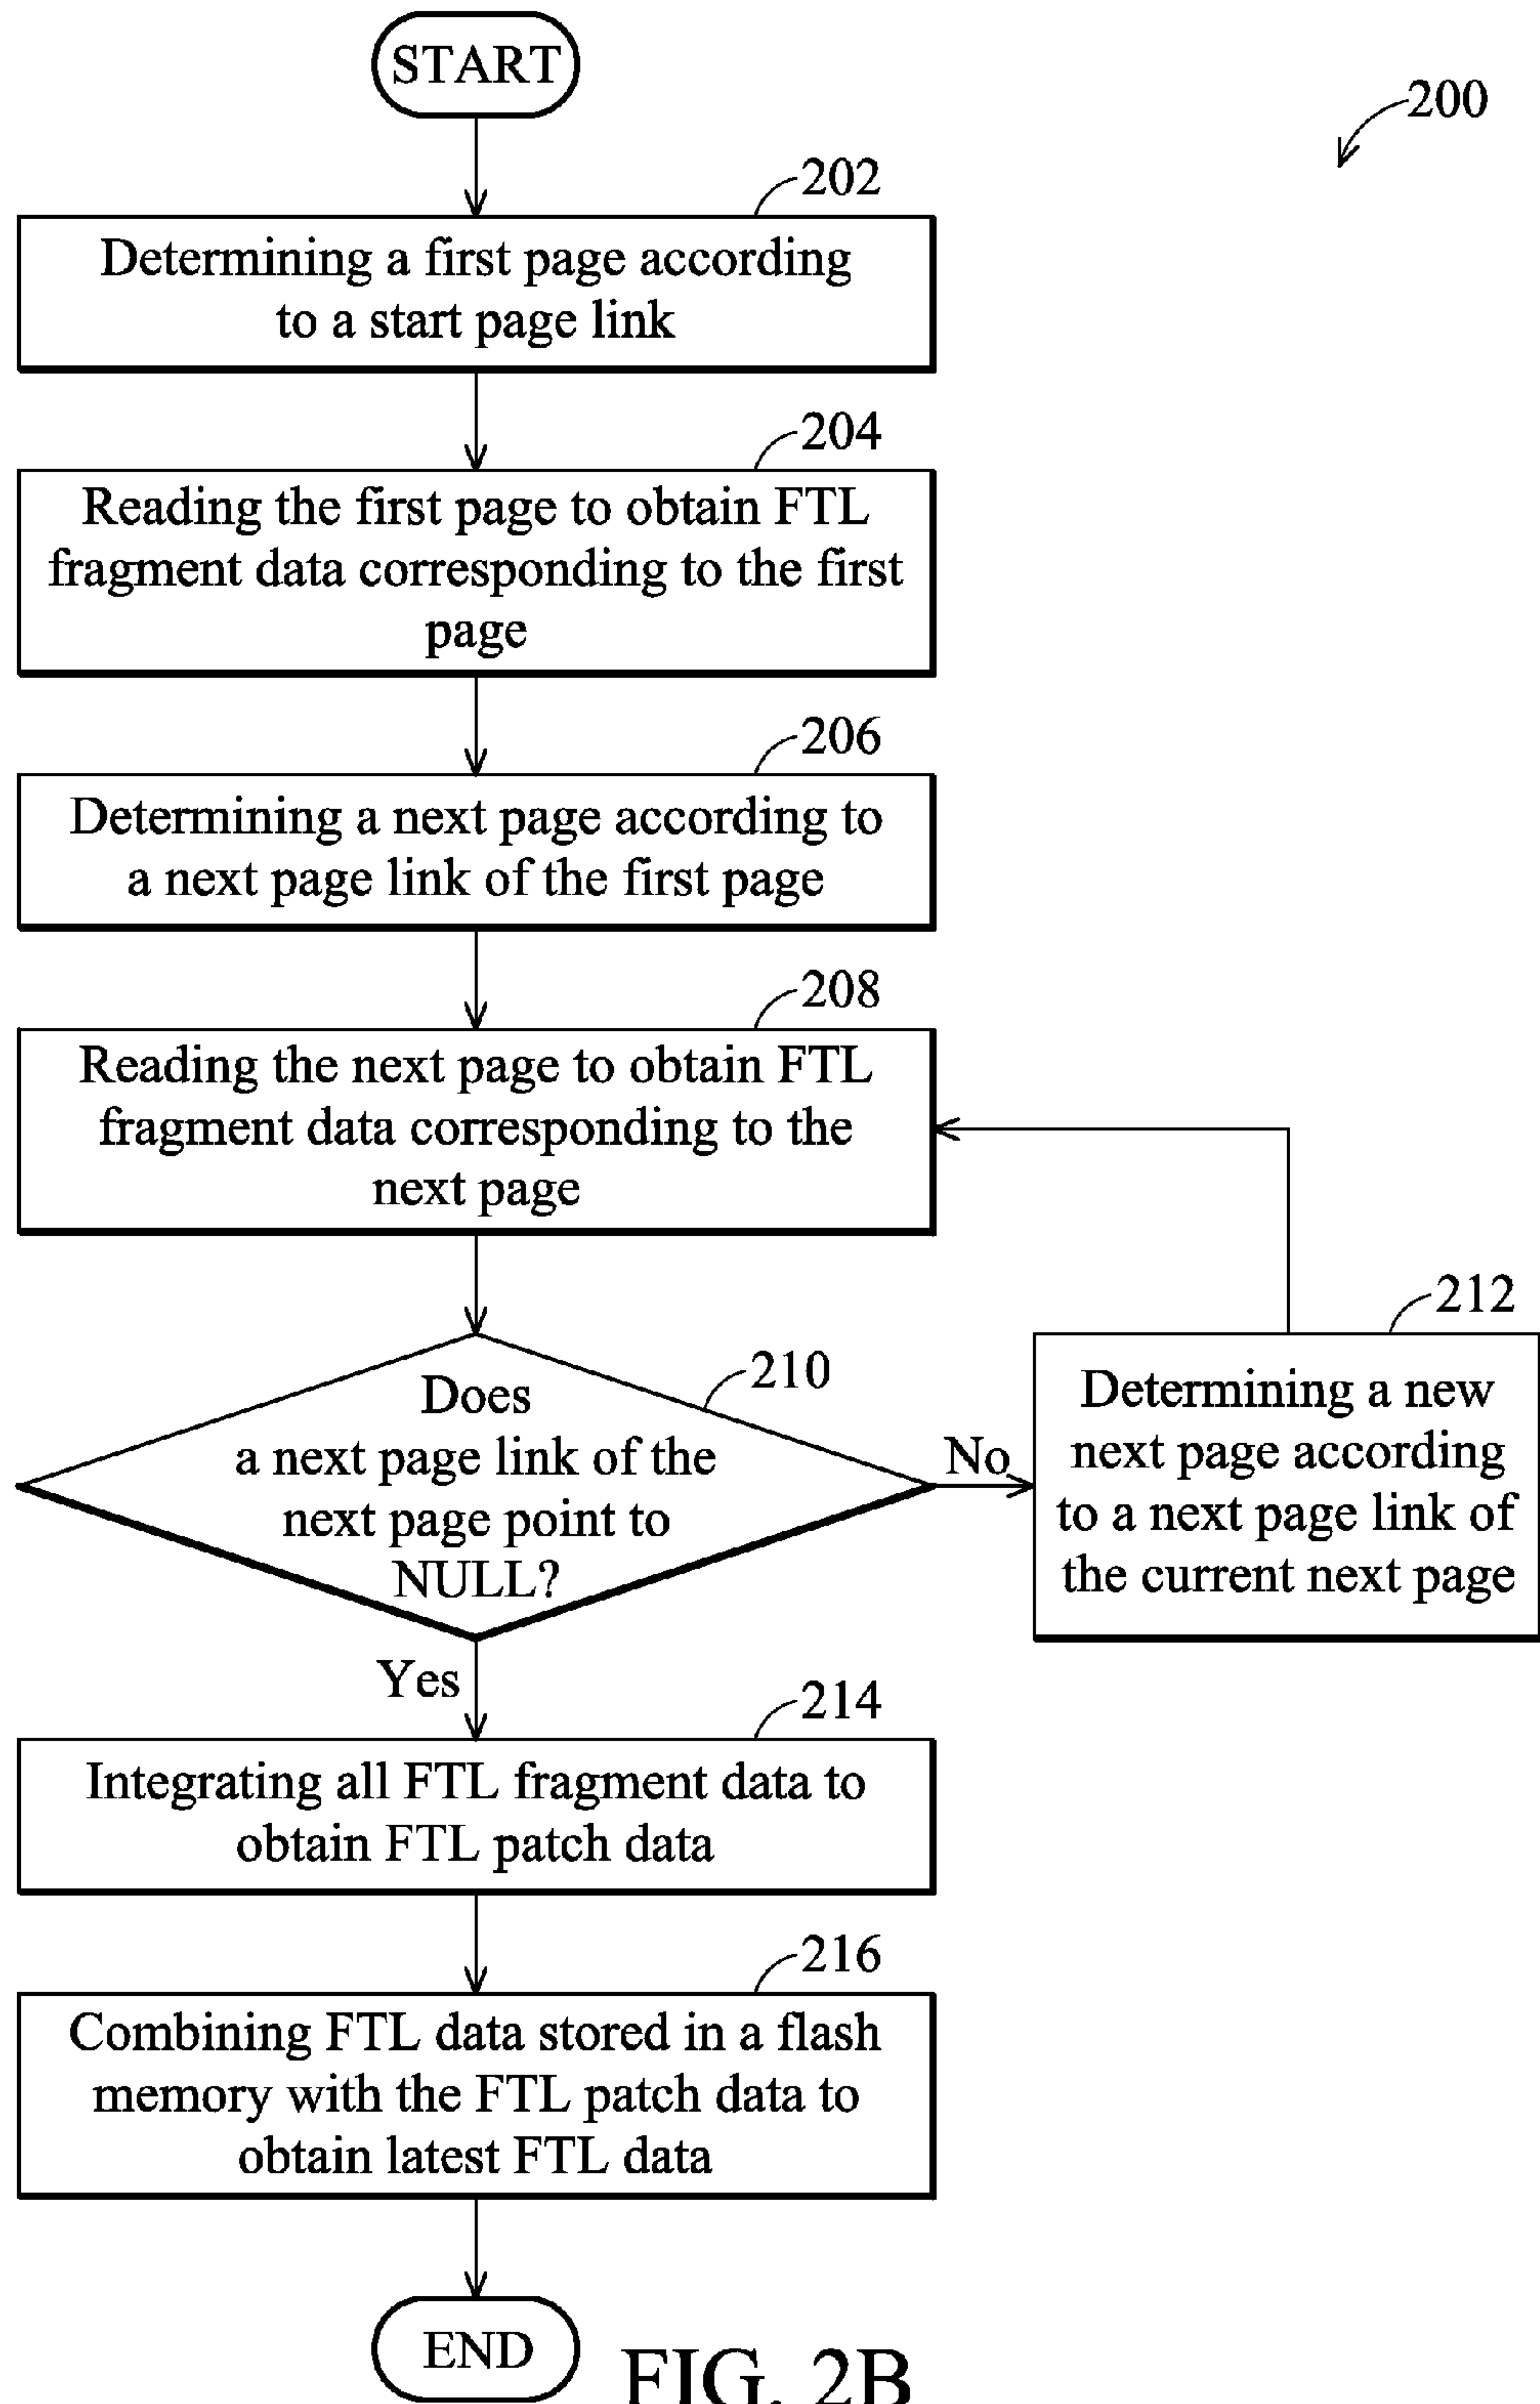 START
200
202
Determining a first page according
to a start page link
204
Reading the first page to obtain FTL
fragment data corresponding to the first
page
206
Determining a next page according to
a next page link of the first page
208
Reading the next page to obtain FTL
fragment data corresponding to the
next page
210
Does
a next page link of the
next page point to
NULL?
No
212
Determining a new
next page according
to a next page link of
the current next page
Yes
214
Integrating all FTL fragment data to
obtain FTL patch data
216
Combining FTL data stored in a flash
memory with the FTL patch data to
obtain latest FTL data
END
FIG. 2B